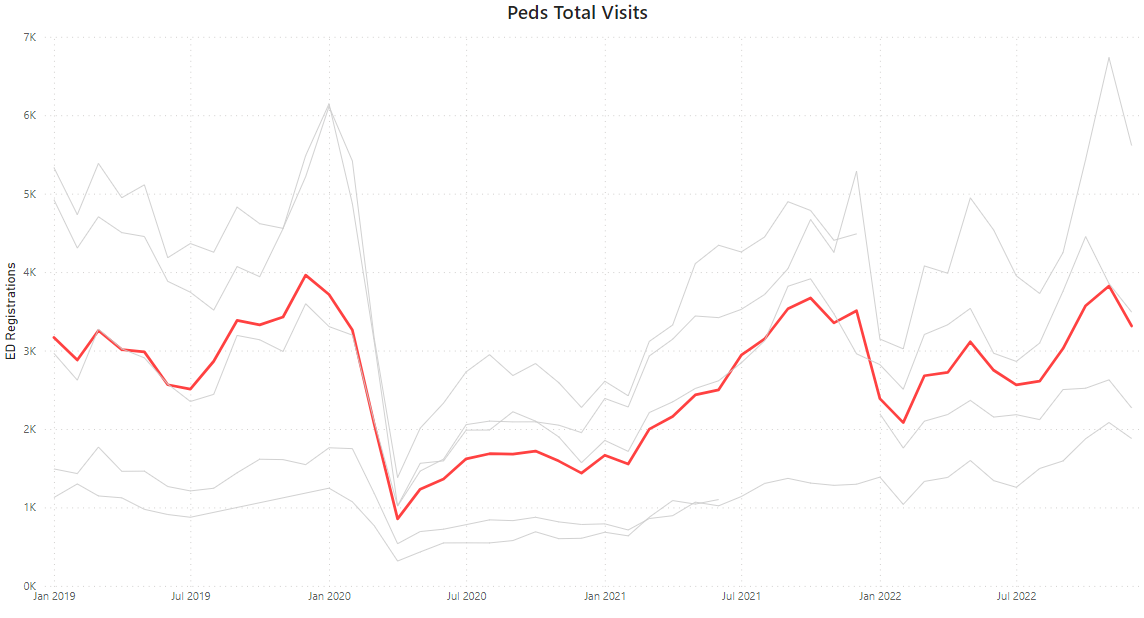 Peds Total Visits
7K
6K
5K
4K
3K
2K
1K
0K
ED Registrations
Jan 2019
Jul 2019
Jan 2020
Jul 2020
Jan 2021
Jul 2021
Jan 2022
Jul 2022